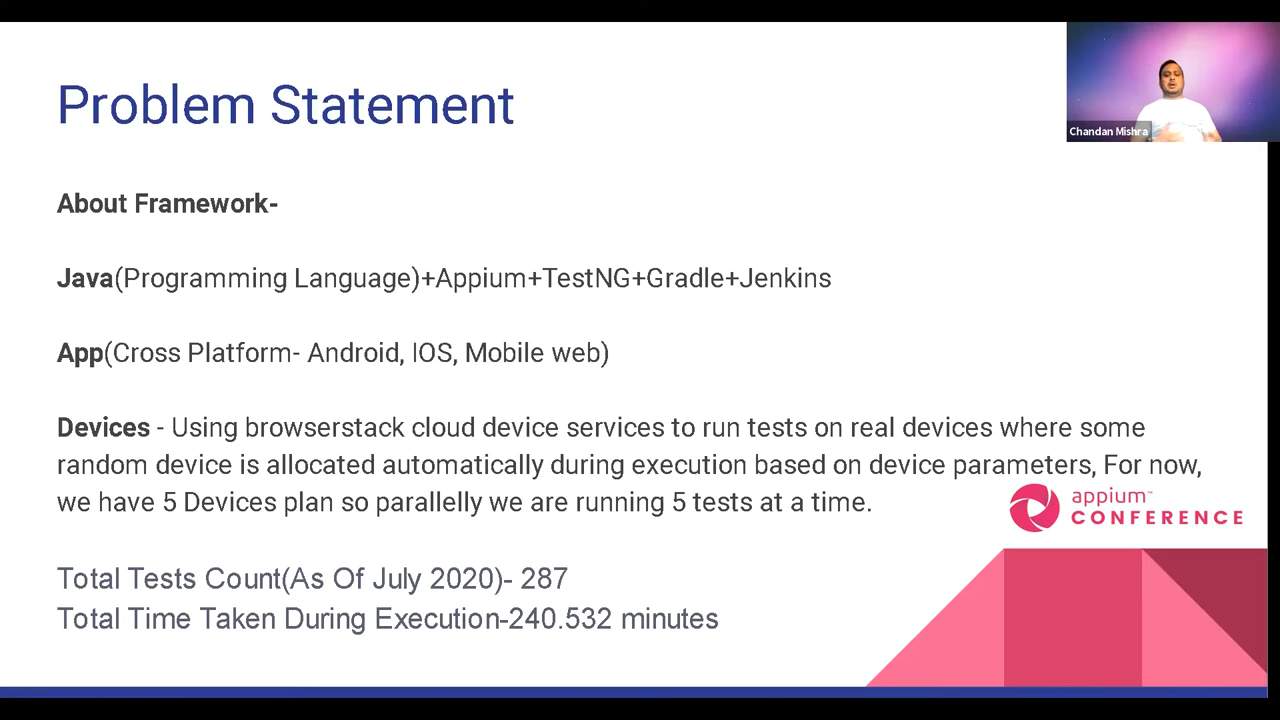 Problem Statement
Chandan Mishra
About Framework-
Java(Programming Language)+Appium+TestNG+Gradle+Jenkins
App(Cross Platform- Android, IOS, Mobile web)
Devices - Using browserstack cloud device services to run tests on real devices where some
random device is allocated automatically during execution based on device parameters, For now,
we have 5 Devices plan so parallelly we are running 5 tests at a time.
appium™
CONFERENCE
Total Tests Count(As Of July 2020)- 287
Total Time Taken During Execution-240.532 minutes